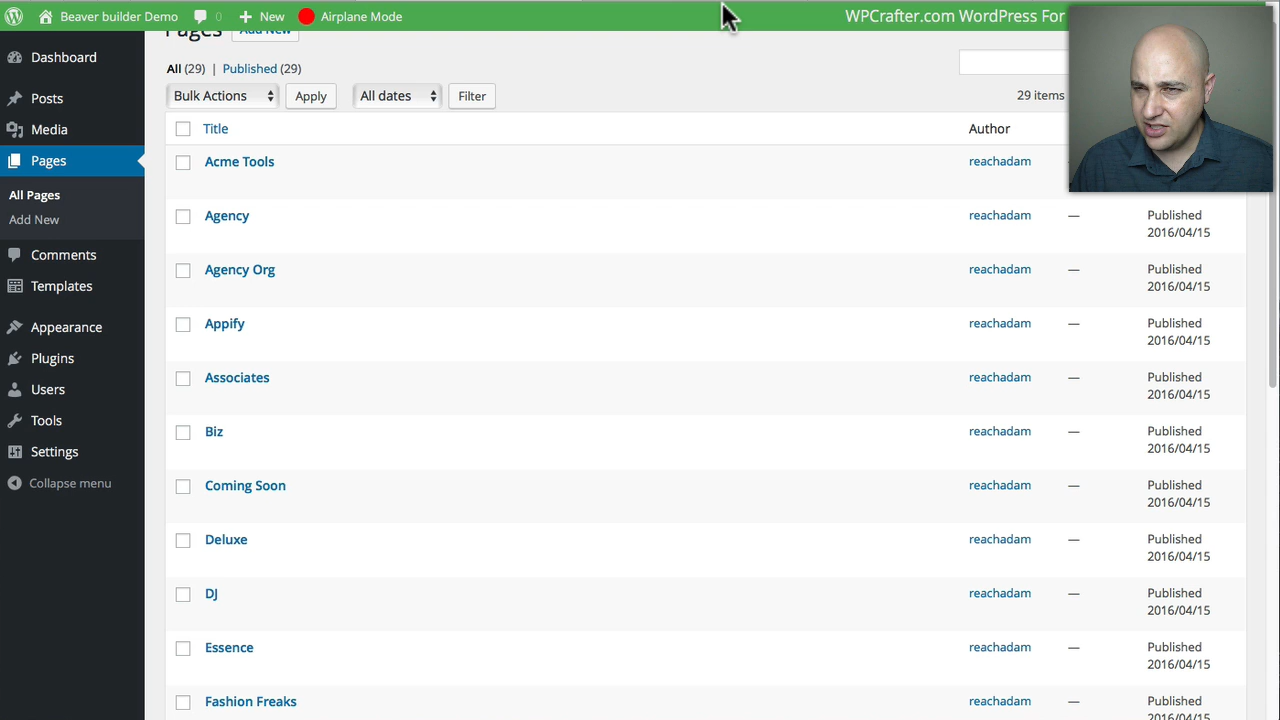 Beaver builder Demo 0 New Airplane Mode WPCrafter.com WordPress For
Pages Add New
All (29) | Published (29)
Bulk Actions Apply All dates Filter 29 items
Title Author
Acme Tools reachadam —
Agency reachadam — Published
2016/04/15
Agency Org reachadam — Published
2016/04/15
Appify reachadam — Published
2016/04/15
Associates reachadam — Published
2016/04/15
Biz reachadam — Published
2016/04/15
Coming Soon reachadam — Published
2016/04/15
Deluxe reachadam — Published
2016/04/15
DJ reachadam — Published
2016/04/15
Essence reachadam — Published
2016/04/15
Fashion Freaks reachadam — Published
2016/04/15
Dashboard
Posts
Media
Pages
All Pages
Add New
Comments
Templates
Appearance
Plugins
Users
Tools
Settings
Collapse menu